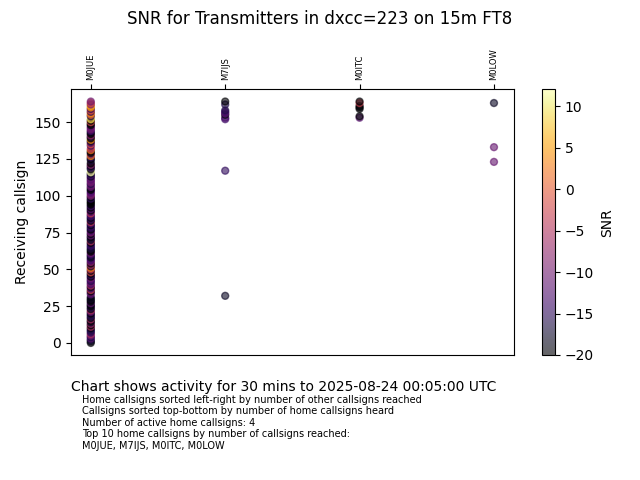 SNR for Transmitters in dxcc=223 on 15m FT8
M0JUE M7IJS M0ITC M0LOW
150
125
100
75
50
25
0
Receiving callsign
10
5
0
−5
−10
−15
−20
SNR
Chart shows activity for 30 mins to 2025-08-24 00:05:00 UTC
Home callsigns sorted left-right by number of other callsigns reached
Callsigns sorted top-bottom by number of home callsigns heard
Number of active home callsigns: 4
Top 10 home callsigns by number of callsigns reached:
M0JUE, M7IJS, M0ITC, M0LOW